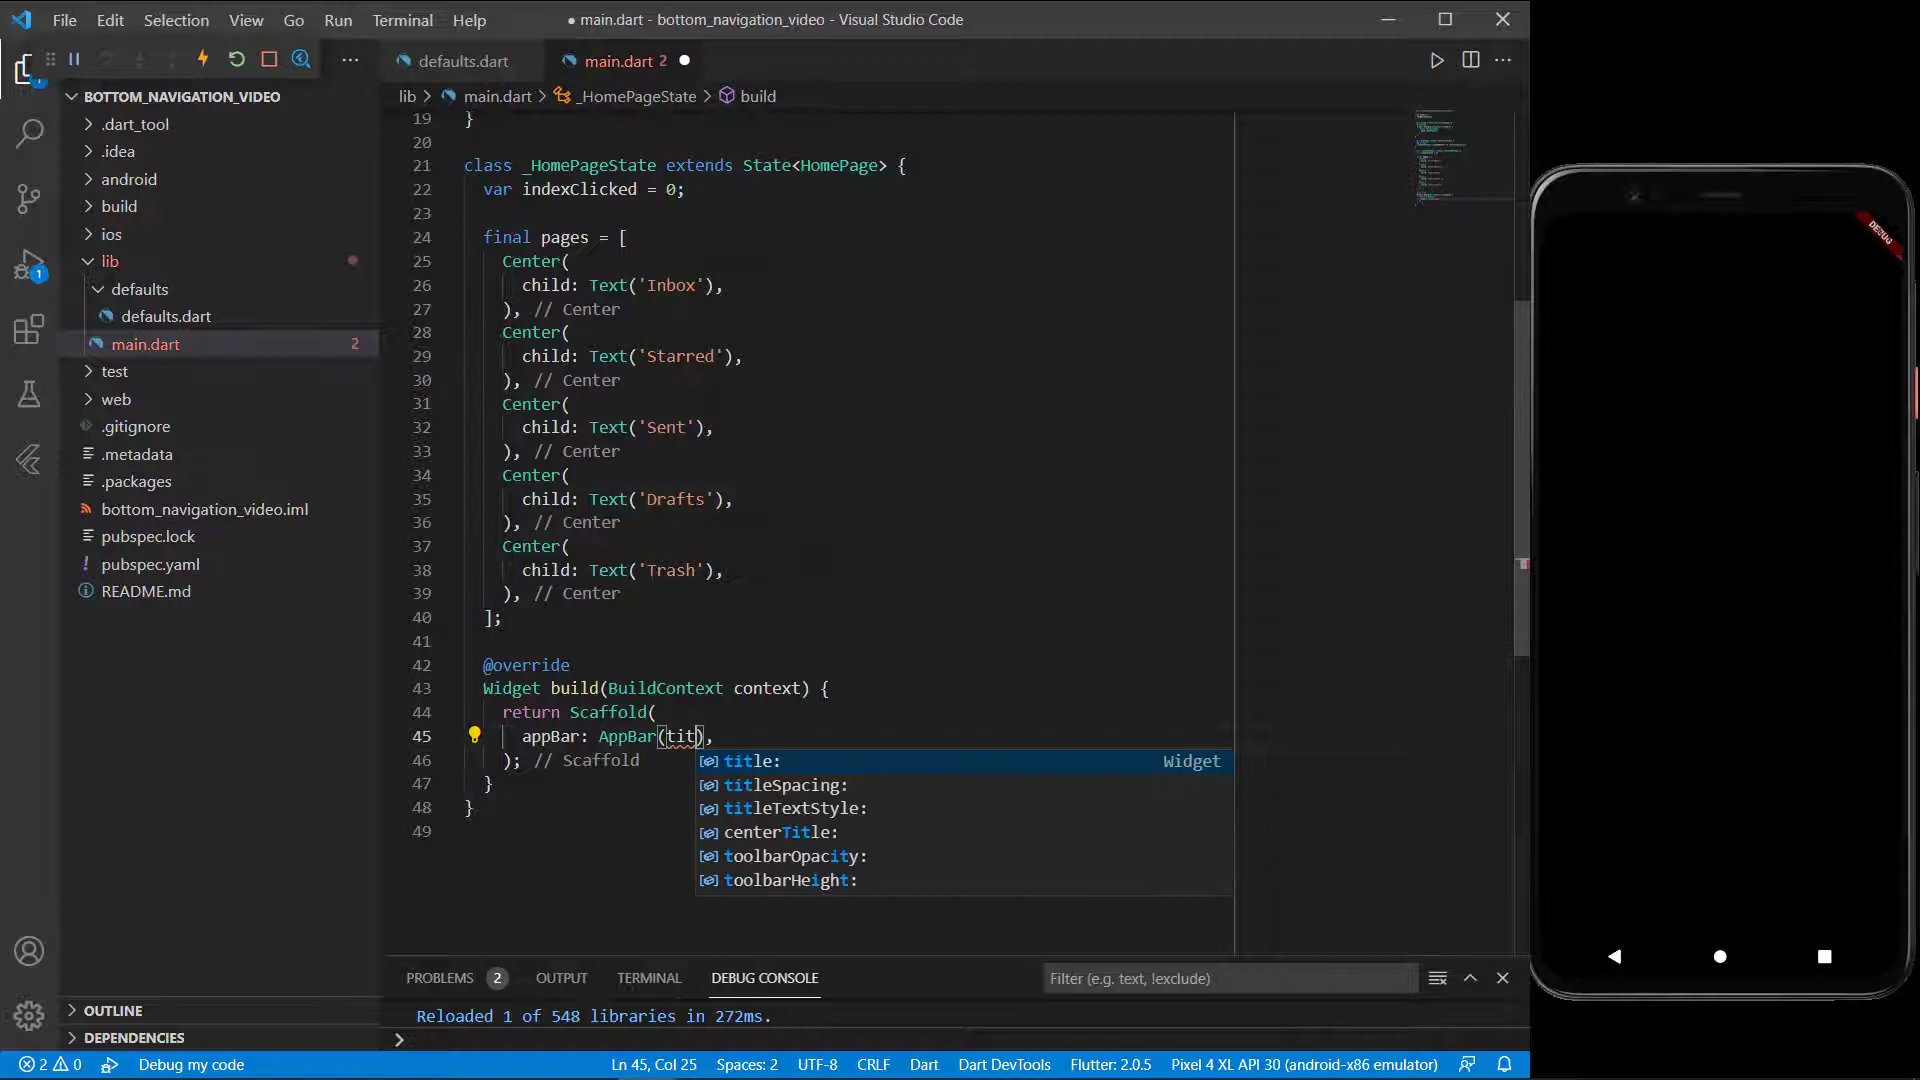 File Edit Selection View Go Run Terminal Help
● main.dart - bottom_navigation_video - Visual Studio Code
defaults.dart
main.dart 2
BOTTOM_NAVIGATION_VIDEO
.dart_tool
.idea
android
build
ios
lib
defaults
defaults.dart
main.dart 2
test
web
.gitignore
.metadata
.packages
bottom_navigation_video.iml
pubspec.lock
pubspec.yaml
README.md
OUTLINE
DEPENDENCIES
1
1
lib > main.dart > _HomePageState > build
19 }
20
21 class _HomePageState extends State<HomePage> {
22 var indexClicked = 0;
23
24 final pages = [
25 Center(
26 child: Text('Inbox'),
27 ), // Center
28 Center(
29 child: Text('Starred'),
30 ), // Center
31 Center(
32 child: Text('Sent'),
33 ), // Center
34 Center(
35 child: Text('Drafts'),
36 ), // Center
37 Center(
38 child: Text('Trash'),
39 ), // Center
40 ];
41
42 @override
43 Widget build(BuildContext context) {
44 return Scaffold(
45 appBar: AppBar(tit),
46 ); // Scaffold
47 }
48 }
49
title: Widget
titleSpacing:
titleTextStyle:
centerTitle:
toolbarOpacity:
toolbarHeight:
PROBLEMS 2 OUTPUT TERMINAL DEBUG CONSOLE
Filter (e.g. text, !exclude)
Reloaded 1 of 548 libraries in 272ms.
2 0 Debug my code
Ln 45, Col 25 Spaces: 2 UTF-8 CRLF Dart Dart DevTools Flutter: 2.0.5 Pixel 4 XL API 30 (android-x86 emulator)
DEBUG